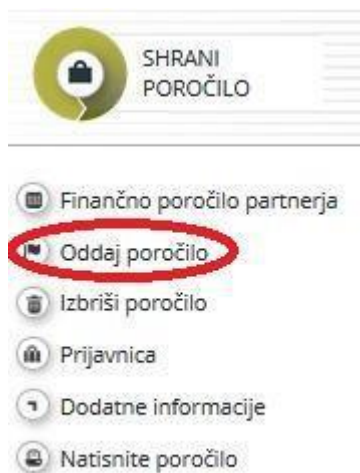 SHRANI
POROČILO
Finančno poročilo partnerja
Oddaj poročilo
Izbriši poročilo
Prijavnica
Dodatne informacije
Natisnite poročilo